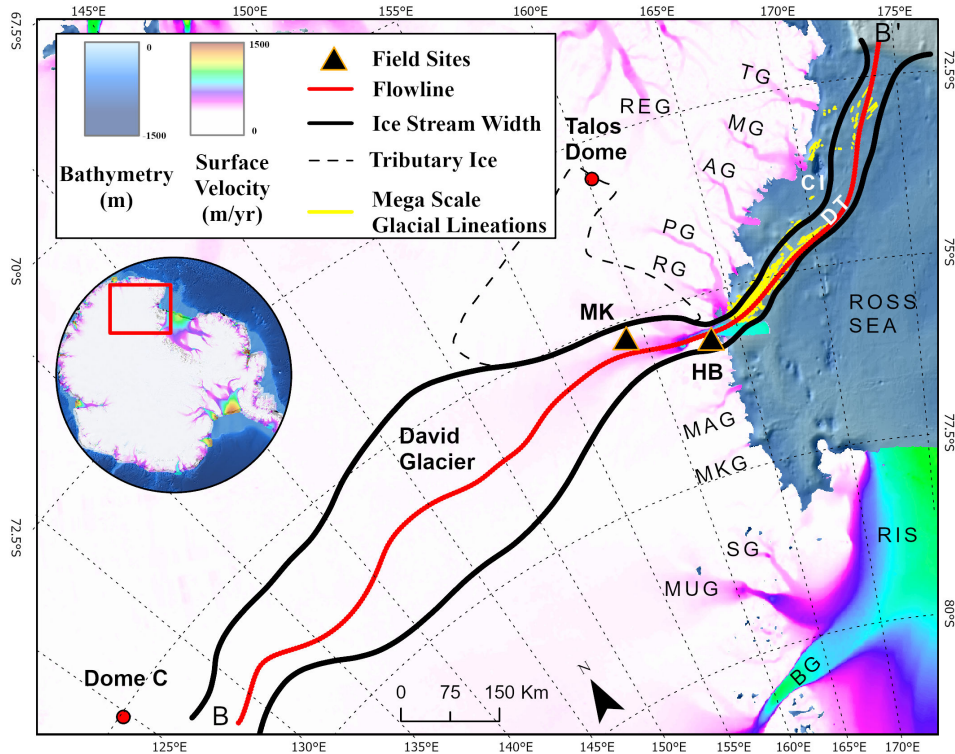 145°E
150°E
155°E
160°E
165°E
170°E
175°E
67.5°S
70°S
72.5°S
72.5°S
75°S
77.5°S
80°S
0
-1500
Bathymetry
(m)
1500
0
Surface
Velocity
(m/yr)
Field Sites
Flowline
Ice Stream Width
Tributary Ice
Mega Scale
Glacial Lineations
B'
TG
REG
MG
Talos
Dome
AG
CI
DT
PG
RG
MK
HB
ROSS
SEA
David
Glacier
MAG
MKG
RIS
SG
MUG
BG
Dome C
B
N
0 75 150 Km
125°E
130°E
135°E
140°E
145°E
150°E
155°E
160°E
165°E
170°E